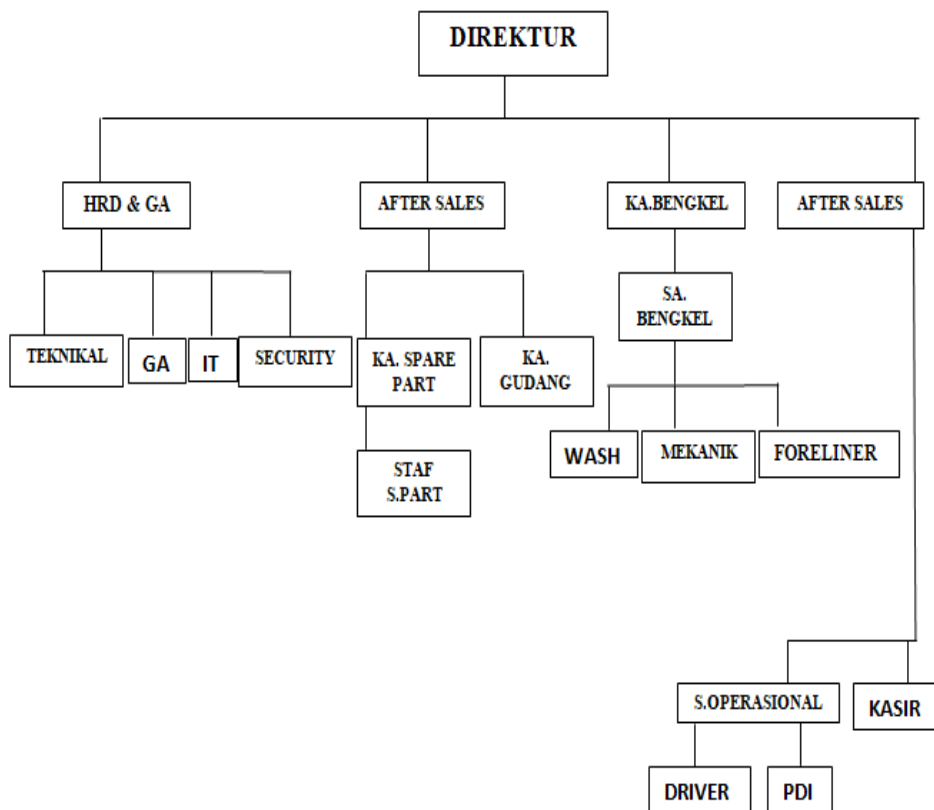 DIREKTUR
HRD & GA
AFTER SALES
KA.BENGKEL
AFTER SALES
TEKNIKAL
GA
IT
SECURITY
KA. SPARE
PART
KA.
GUDANG
SA.
BENGKEL
STAF
S.PART
WASH
MEKANIK
FORELINER
S.OPERASIONAL
KASIR
DRIVER
PDI